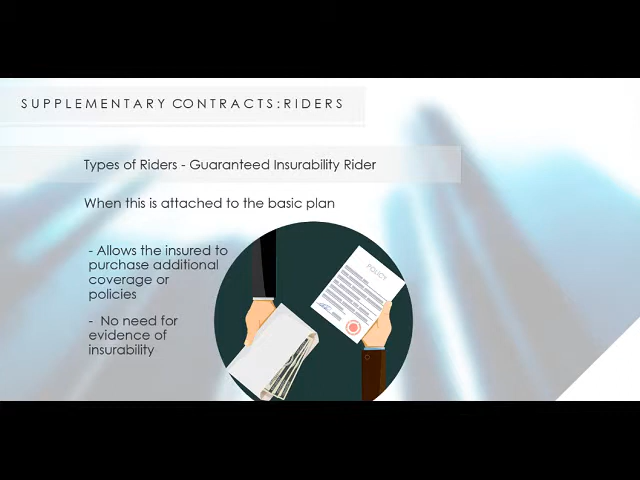 SUPPLEMENTARY CONTRACTS:RIDERS
Types of Riders - Guaranteed Insurability Rider
When this is attached to the basic plan
- Allows the insured to
purchase additional
coverage or
policies
- No need for
evidence of
insurability
POLICY